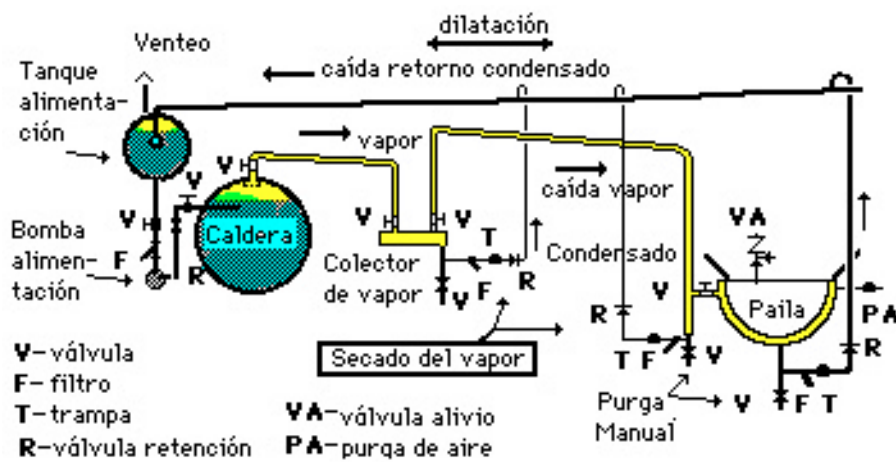 dilatación
Venteo
caída retorno condensado
Tanque
alimenta-
ción
vapor
V
V
caída vapor
V
V
V
VA
Caldera
Bomba
alimen-
tación
F
R
Colector
de vapor
T
F
R
V
Condensado
V
Paila
PA
R
R
Secado del vapor
T F
V
Purga
Manual
V
F T
V-válvula
F-filtro
T-trampa
R-válvula retención
VA-válvula alivio
PA-purga de aire